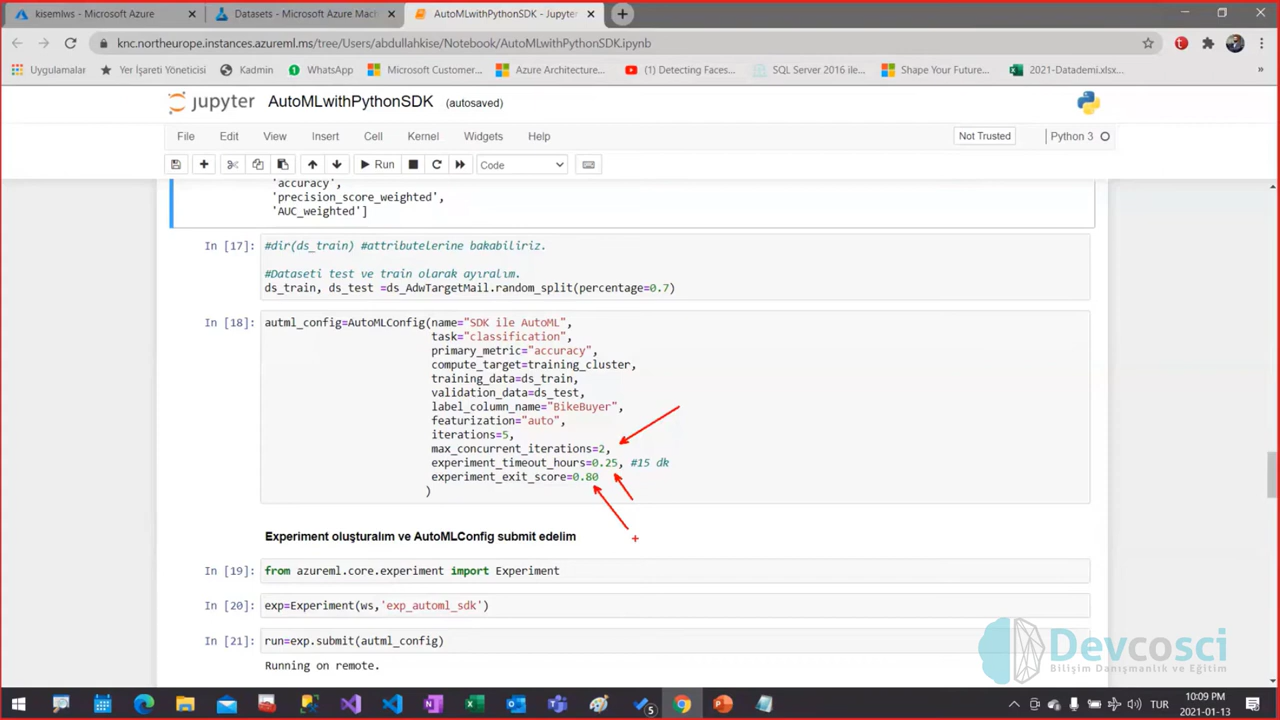 kisemlws - Microsoft Azure
Datasets - Microsoft Azure Mach
AutoMLwithPythonSDK - Jupyter
knc.northeurope.instances.azureml.ms/tree/Users/abdullahkise/Notebook/AutoMLwithPythonSDK.ipynb
Uygulamalar
Yer İşareti Yöneticisi
Kadmin
WhatsApp
Microsoft Customer...
Azure Architecture...
(1) Detecting Faces...
SQL Server 2016 ile...
Shape Your Future...
2021-Datademi.xlsx...
»
jupyter AutoMLwithPythonSDK (autosaved)
File Edit View Insert Cell Kernel Widgets Help
Not Trusted
Python 3
Run
Code
'accuracy',
'precision_score_weighted',
'AUC_weighted']
In [17]: #dir(ds_train) #attributelerine bakabiliriz.
#Dataseti test ve train olarak ayıralım.
ds_train, ds_test =ds_AdwTargetMail.random_split(percentage=0.7)
In [18]: autml_config=AutoMLConfig(name="SDK ile AutoML",
task="classification",
primary_metric="accuracy",
compute_target=training_cluster,
training_data=ds_train,
validation_data=ds_test,
label_column_name="BikeBuyer",
featurization="auto",
iterations=5,
max_concurrent_iterations=2,
experiment_timeout_hours=0.25, #15 dk
experiment_exit_score=0.80
)
Experiment oluşturalım ve AutoMLConfig submit edelim
In [19]: from azureml.core.experiment import Experiment
In [20]: exp=Experiment(ws,'exp_automl_sdk')
In [21]: run=exp.submit(autml_config)
Running on remote.
Devcosci
Bilişim Danışmanlık ve Eğitim
5
TUR
10:09 PM
2021-01-13